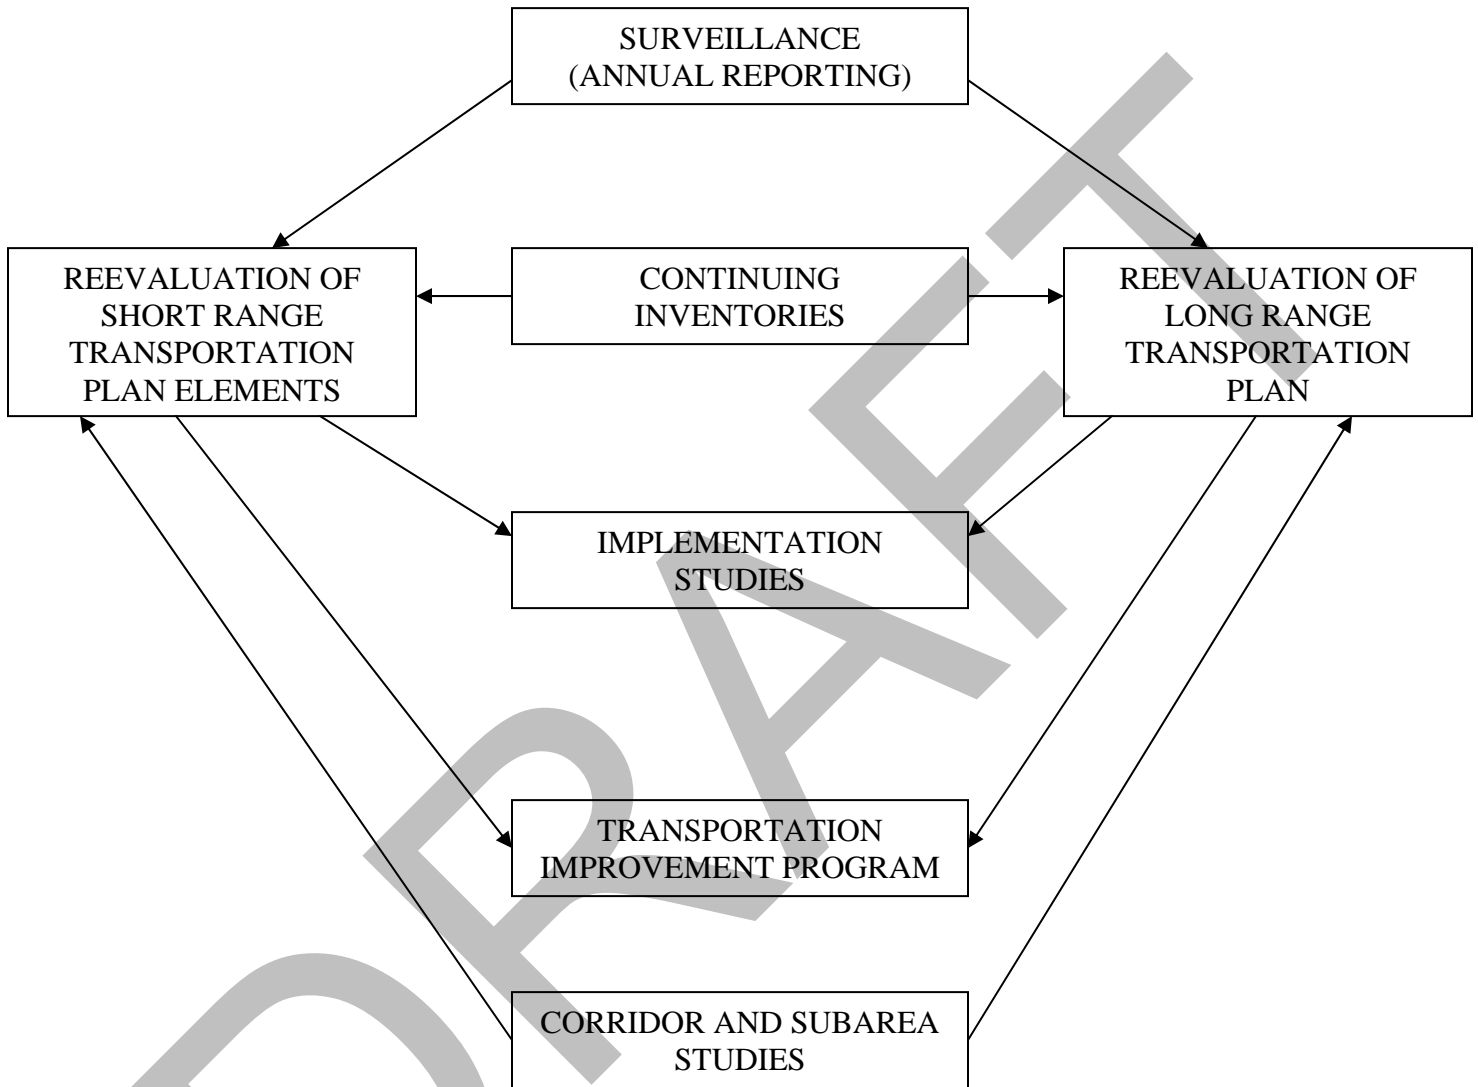 SURVEILLANCE
(ANNUAL REPORTING)
REEVALUATION OF
SHORT RANGE
TRANSPORTATION
PLAN ELEMENTS
CONTINUING
INVENTORIES
REEVALUATION OF
LONG RANGE
TRANSPORTATION
PLAN
IMPLEMENTATION
STUDIES
TRANSPORTATION
IMPROVEMENT PROGRAM
CORRIDOR AND SUBAREA
STUDIES
DRAFT